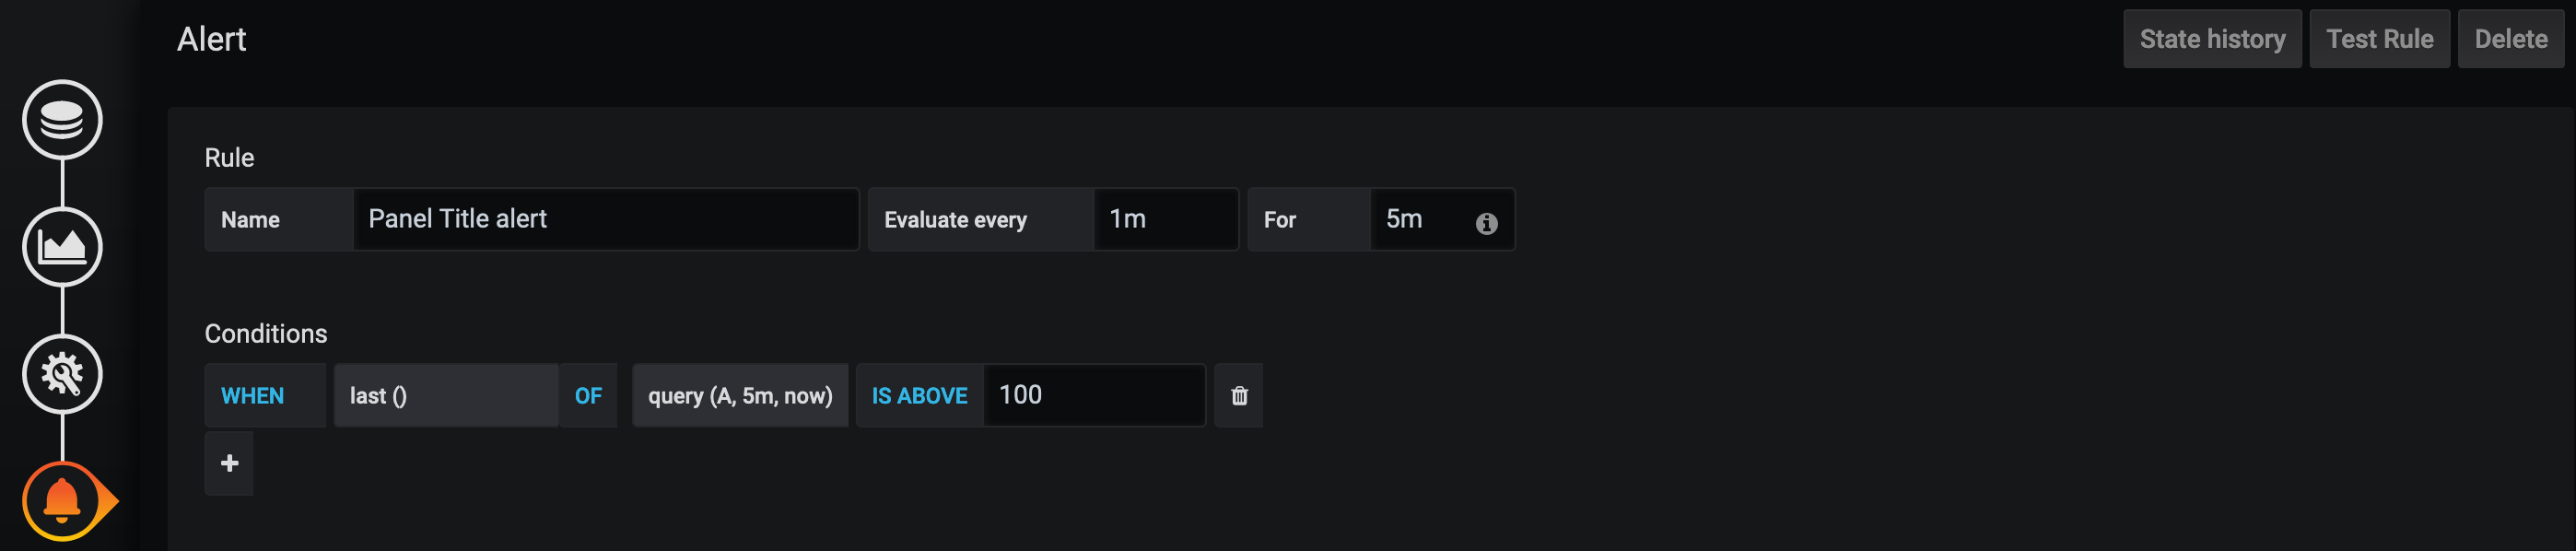 Alert State history Test Rule Delete
Rule
Name Panel Title alert Evaluate every 1m For 5m
Conditions
WHEN last () OF query (A, 5m, now) IS ABOVE 100
+